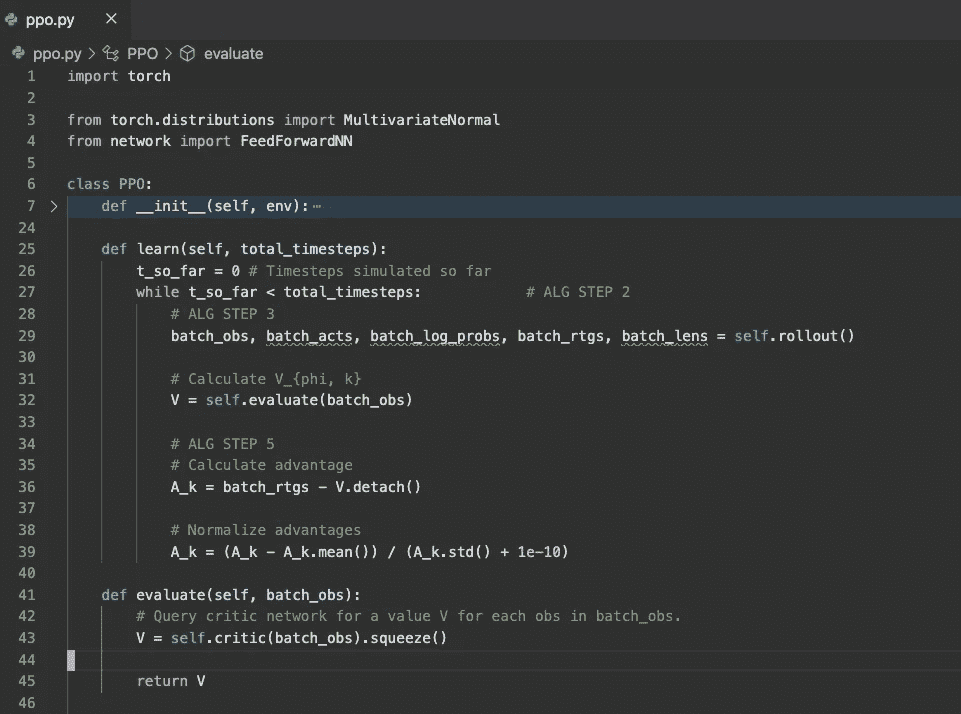 ppo.py ×
ppo.py > PPO > evaluate
1 import torch
2
3 from torch.distributions import MultivariateNormal
4 from network import FeedForwardNN
5
6 class PPO:
7 > def __init__(self, env):⋯
24
25 def learn(self, total_timesteps):
26 t_so_far = 0 # Timesteps simulated so far
27 while t_so_far < total_timesteps: # ALG STEP 2
28 # ALG STEP 3
29 batch_obs, batch_acts, batch_log_probs, batch_rtgs, batch_lens = self.rollout()
30
31 # Calculate V_{phi, k}
32 V = self.evaluate(batch_obs)
33
34 # ALG STEP 5
35 # Calculate advantage
36 A_k = batch_rtgs - V.detach()
37
38 # Normalize advantages
39 A_k = (A_k - A_k.mean()) / (A_k.std() + 1e-10)
40
41 def evaluate(self, batch_obs):
42 # Query critic network for a value V for each obs in batch_obs.
43 V = self.critic(batch_obs).squeeze()
44
45 return V
46